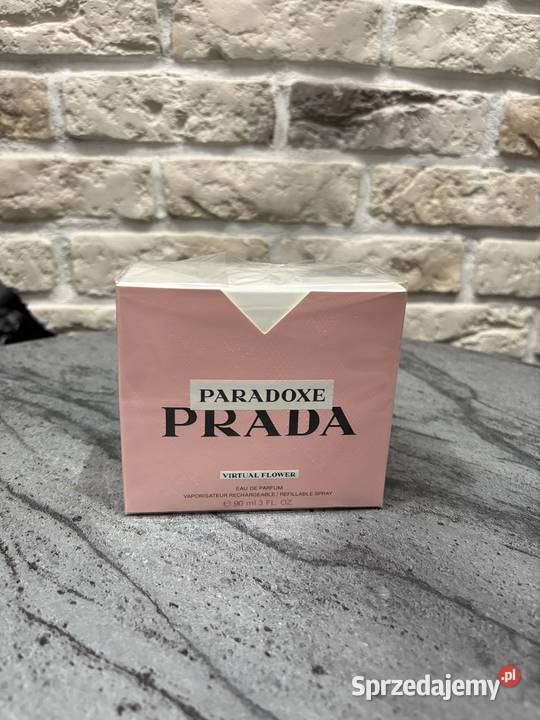 PARADOXE
PRADA
VIRTUAL FLOWER
EAU DE PARFUM
VAPORISATEUR RECHARGEABLE / REFILLABLE SPRAY
℮ 90 ml 3 FL. OZ.
Sprzedajemy.pl